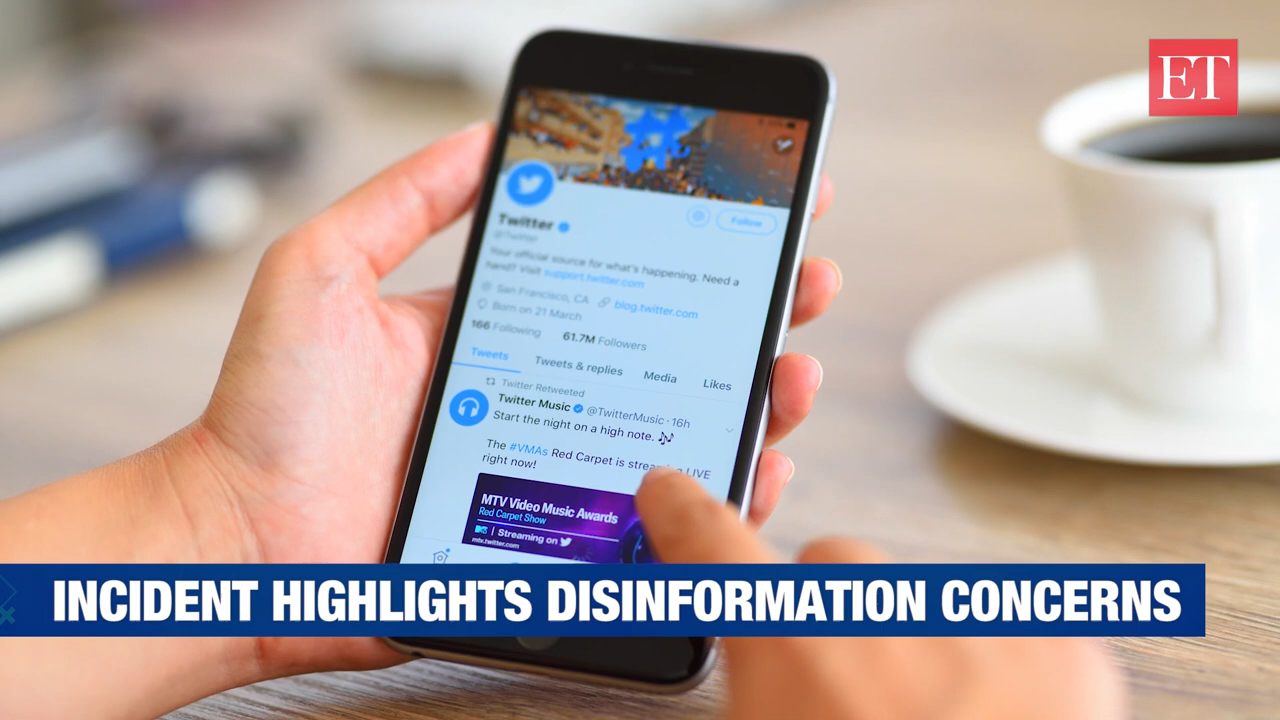 ET
Twitter
@Twitter
Follow
Your official source for what's happening. Need a
hand? Visit support.twitter.com
San Francisco, CA blog.twitter.com
Born on 21 March
166 Following 61.7M Followers
Tweets Tweets & replies Media Likes
Twitter Retweeted
Twitter Music @TwitterMusic · 16h
Start the night on a high note.
The #VMAs Red Carpet is LIVE
right now!
MTV Video Music Awards
Red Carpet Show
MTV | Streaming on
mtv.twitter.com
INCIDENT HIGHLIGHTS DISINFORMATION CONCERNS